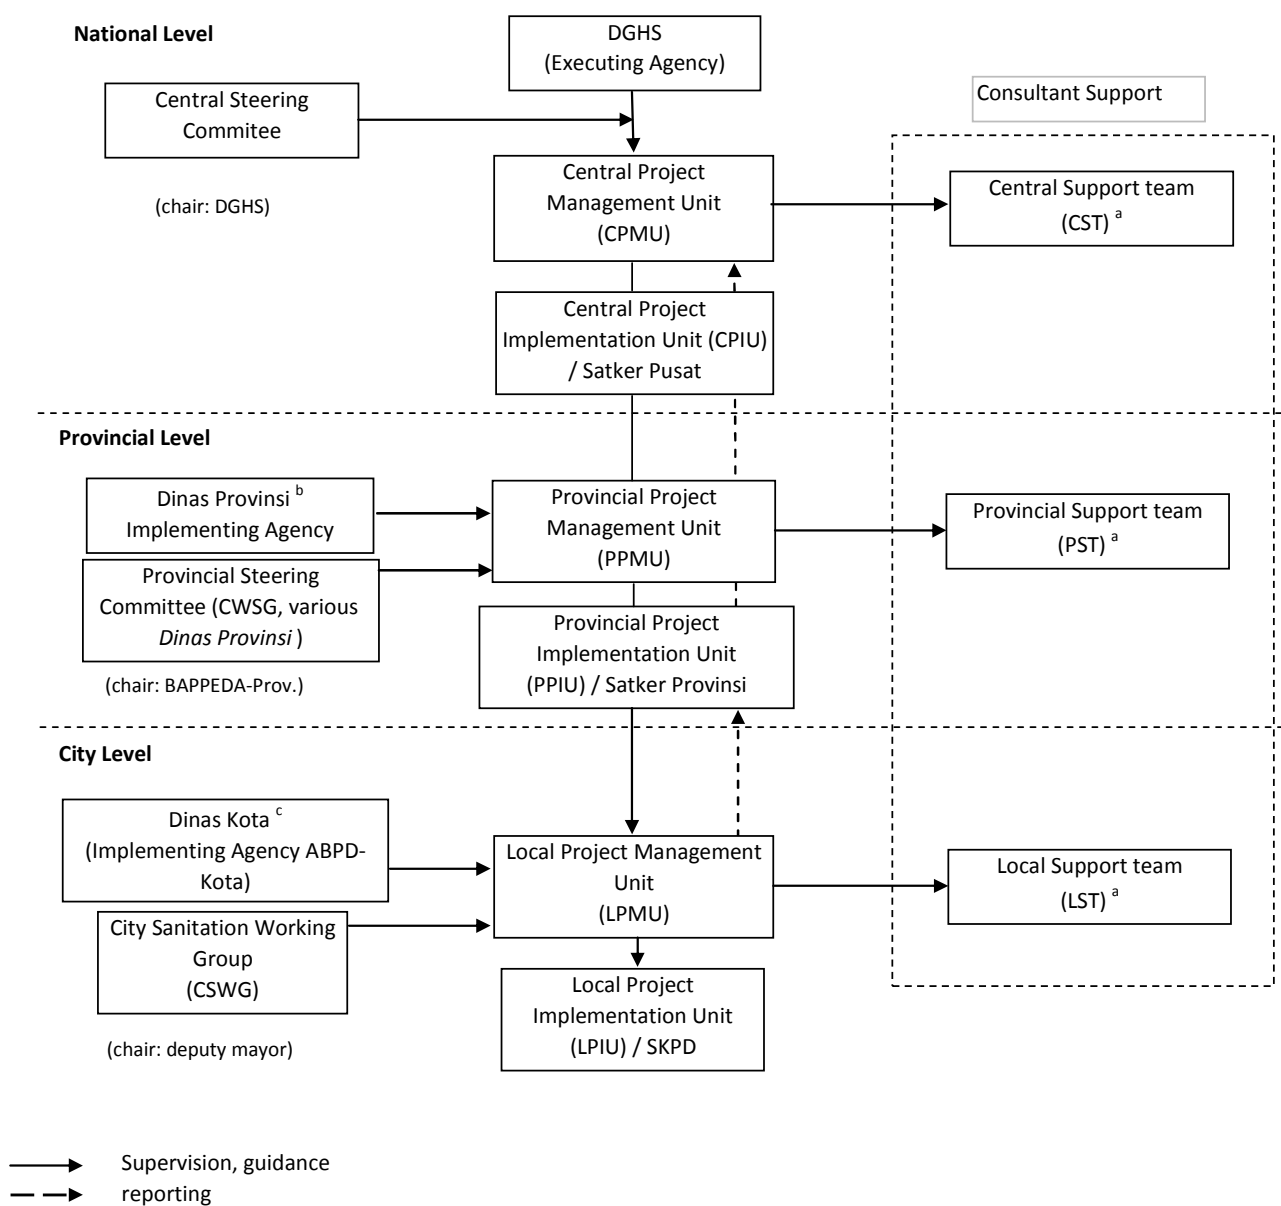 National Level
DGHS
(Executing Agency)
Central Steering
Commitee
(chair: DGHS)
Consultant Support
Central Project
Management Unit
(CPMU)
Central Support team
(CST) a
Central Project
Implementation Unit (CPIU)
/ Satker Pusat
Provincial Level
Dinas Provinsi b
Implementing Agency
Provincial Steering
Committee (CWSG, various
Dinas Provinsi )
(chair: BAPPEDA-Prov.)
Provincial Project
Management Unit
(PPMU)
Provincial Support team
(PST) a
Provincial Project
Implementation Unit
(PPIU) / Satker Provinsi
City Level
Dinas Kota c
(Implementing Agency ABPD-
Kota)
City Sanitation Working
Group
(CSWG)
(chair: deputy mayor)
Local Project Management
Unit
(LPMU)
Local Support team
(LST) a
Local Project
Implementation Unit
(LPIU) / SKPD
Supervision, guidance
reporting